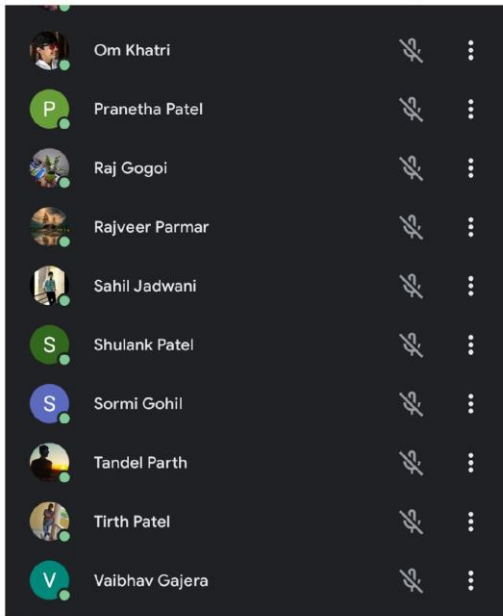 Om Khatri
P Pranetha Patel
Raj Gogoi
Rajveer Parmar
Sahil Jadwani
S Shulank Patel
S Sormi Gohil
Tandel Parth
Tirth Patel
V Vaibhav Gajera